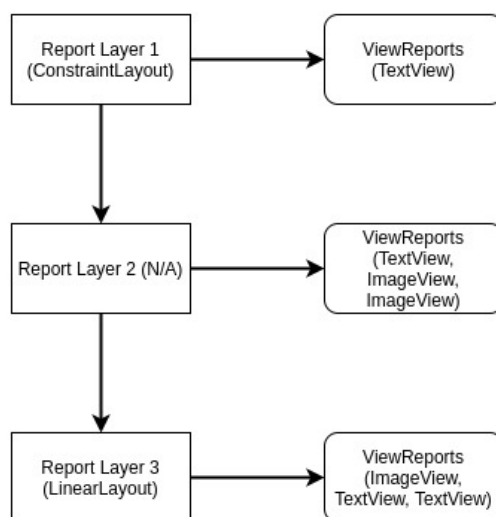 Report Layer 1
(ConstraintLayout)
ViewReports
(TextView)
Report Layer 2 (N/A)
ViewReports
(TextView,
ImageView,
ImageView)
Report Layer 3
(LinearLayout)
ViewReports
(ImageView,
TextView, TextView)